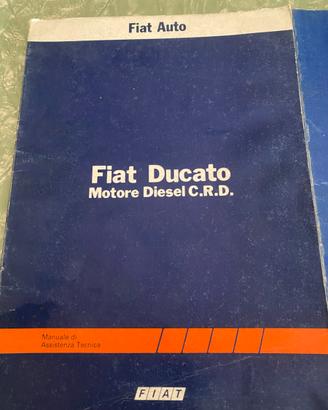 Fiat Auto
Fiat Ducato
Motore Diesel C.R.D.
Manuale di
Assistenza Tecnica
FIAT